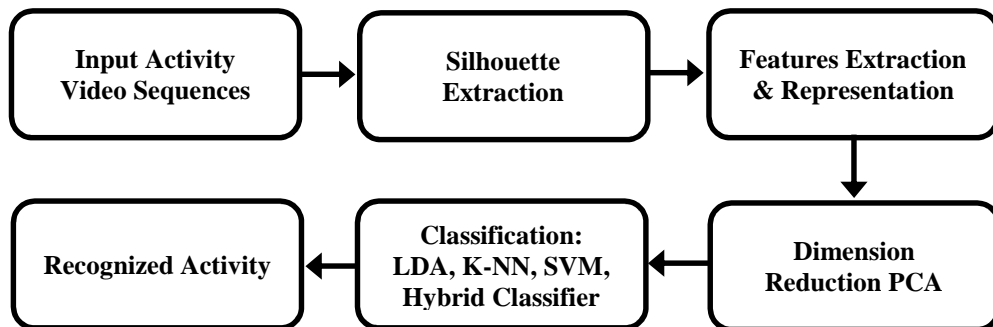 Input Activity
Video Sequences
Silhouette
Extraction
Features Extraction
& Representation
Dimension
Reduction PCA
Classification:
LDA, K-NN, SVM,
Hybrid Classifier
Recognized Activity